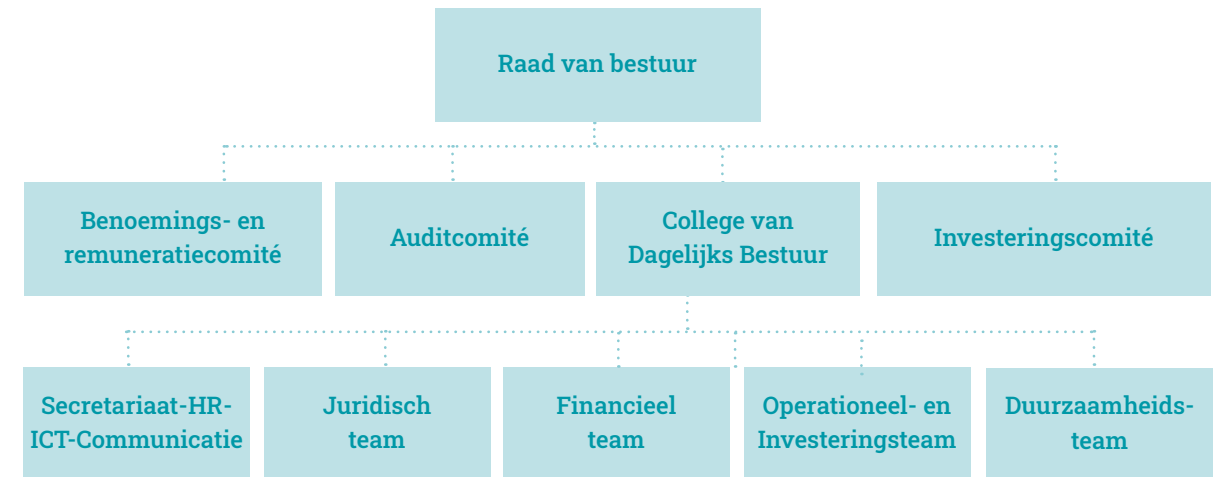 Raad van bestuur
Benoemings- en
remuneratiecomité
Auditcomité
College van
Dagelijks Bestuur
Investeringscomité
Secretariaat-HR-
ICT-Communicatie
Juridisch
team
Financieel
team
Operationeel- en
Investeringsteam
Duurzaamheids-
team